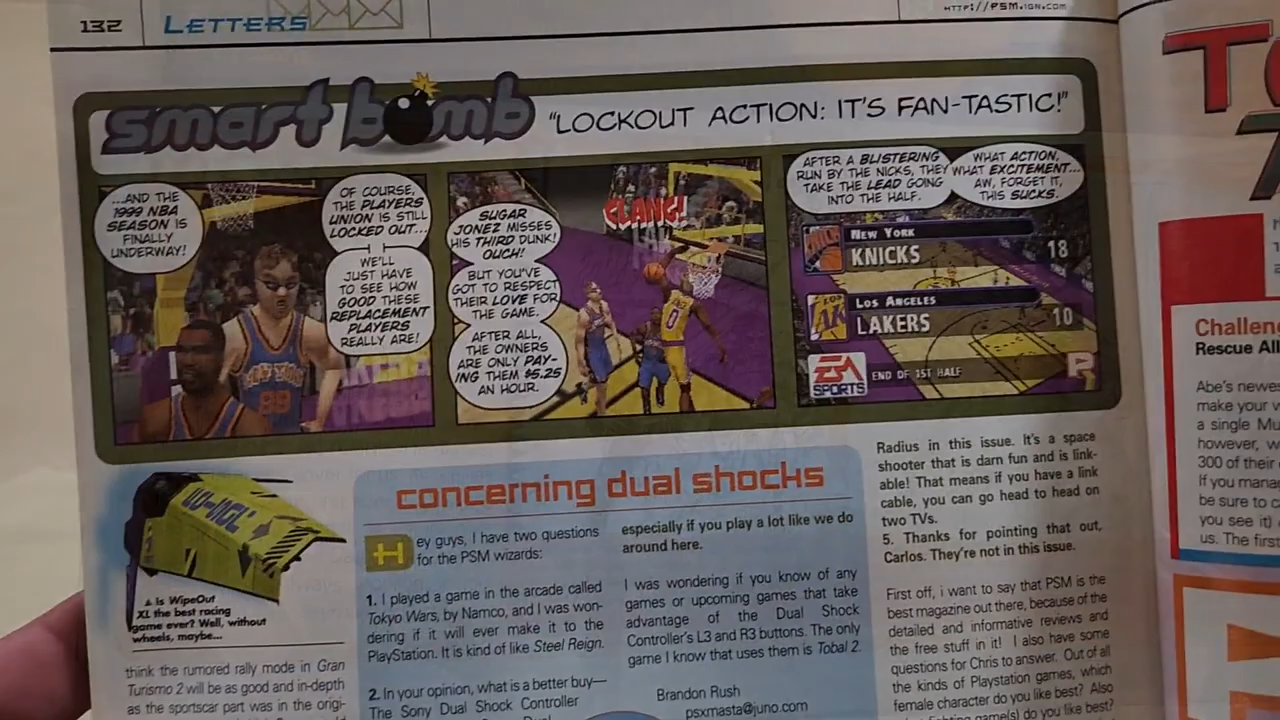 132
LETTERS
HTTP://PSM.IGN.COM
smart bomb
"LOCKOUT ACTION: IT'S FAN-TASTIC!"
...AND THE
1999 NBA
SEASON IS
FINALLY
UNDERWAY!
OF COURSE,
THE PLAYERS
UNION IS STILL
LOCKED OUT...
WE'LL
JUST HAVE
TO SEE HOW
GOOD THESE
REPLACEMENT
PLAYERS
REALLY ARE!
SUGAR
JONEZ MISSES
HIS THIRD DUNK!
OUCH!
BUT YOU'VE
GOT TO RESPECT
THEIR LOVE FOR
THE GAME.
AFTER ALL,
THE OWNERS
ARE ONLY PAY-
ING THEM $5.25
AN HOUR.
CLANG!
AFTER A BLISTERING
RUN BY THE NICKS, THEY
TAKE THE LEAD GOING
INTO THE HALF.
WHAT ACTION,
WHAT EXCITEMENT...
AW, FORGET IT,
THIS SUCKS.
NEW YORK
KNICKS 18
LOS ANGELES
LAKERS 10
EA
SPORTS
END OF 1ST HALF
▲ Is WipeOut
XL the best racing
game ever? Well, without
wheels, maybe...
think the rumored rally mode in Gran
Turismo 2 will be as good and in-depth
as the sportscar part was in the origi-
concerning dual shocks
Hey guys, I have two questions
for the PSM wizards:
1. I played a game in the arcade called
Tokyo Wars, by Namco, and I was won-
dering if it will ever make it to the
PlayStation. It is kind of like Steel Reign.
2. In your opinion, what is a better buy—
The Sony Dual Shock Controller
especially if you play a lot like we do
around here.
I was wondering if you know of any
games or upcoming games that take
advantage of the Dual Shock
Controller's L3 and R3 buttons. The only
game I know that uses them is Tobal 2.
Brandon Rush
psxmasta@juno.com
Radius in this issue. It's a space
shooter that is darn fun and is link-
able! That means if you have a link
cable, you can go head to head on
two TVs.
5. Thanks for pointing that out,
Carlos. They're not in this issue.
First off, i want to say that PSM is the
best magazine out there, because of the
detailed and informative reviews and
the free stuff in it! I also have some
questions for Chris to answer. Out of all
the kinds of Playstation games, which
female character do you like best? Also
Rescue
Abe's
make your
a single
however,
300 of their
If you
be sure to
you see it)
us. The first